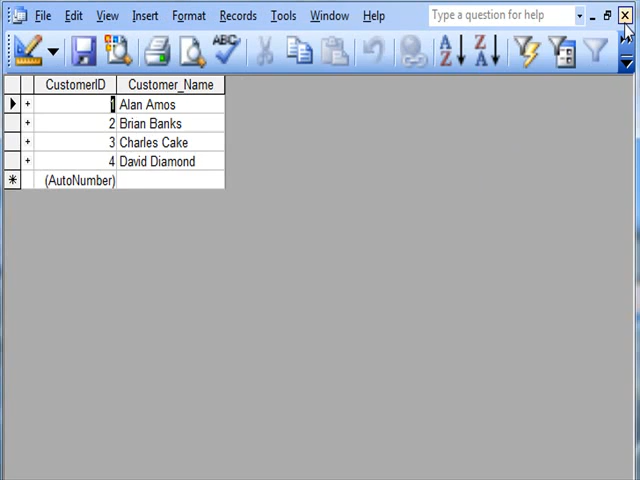 File Edit View Insert Format Records Tools Window Help Type a question for help
ABC A Z Z A
CustomerID Customer_Name
1 Alan Amos
2 Brian Banks
3 Charles Cake
4 David Diamond
(AutoNumber)